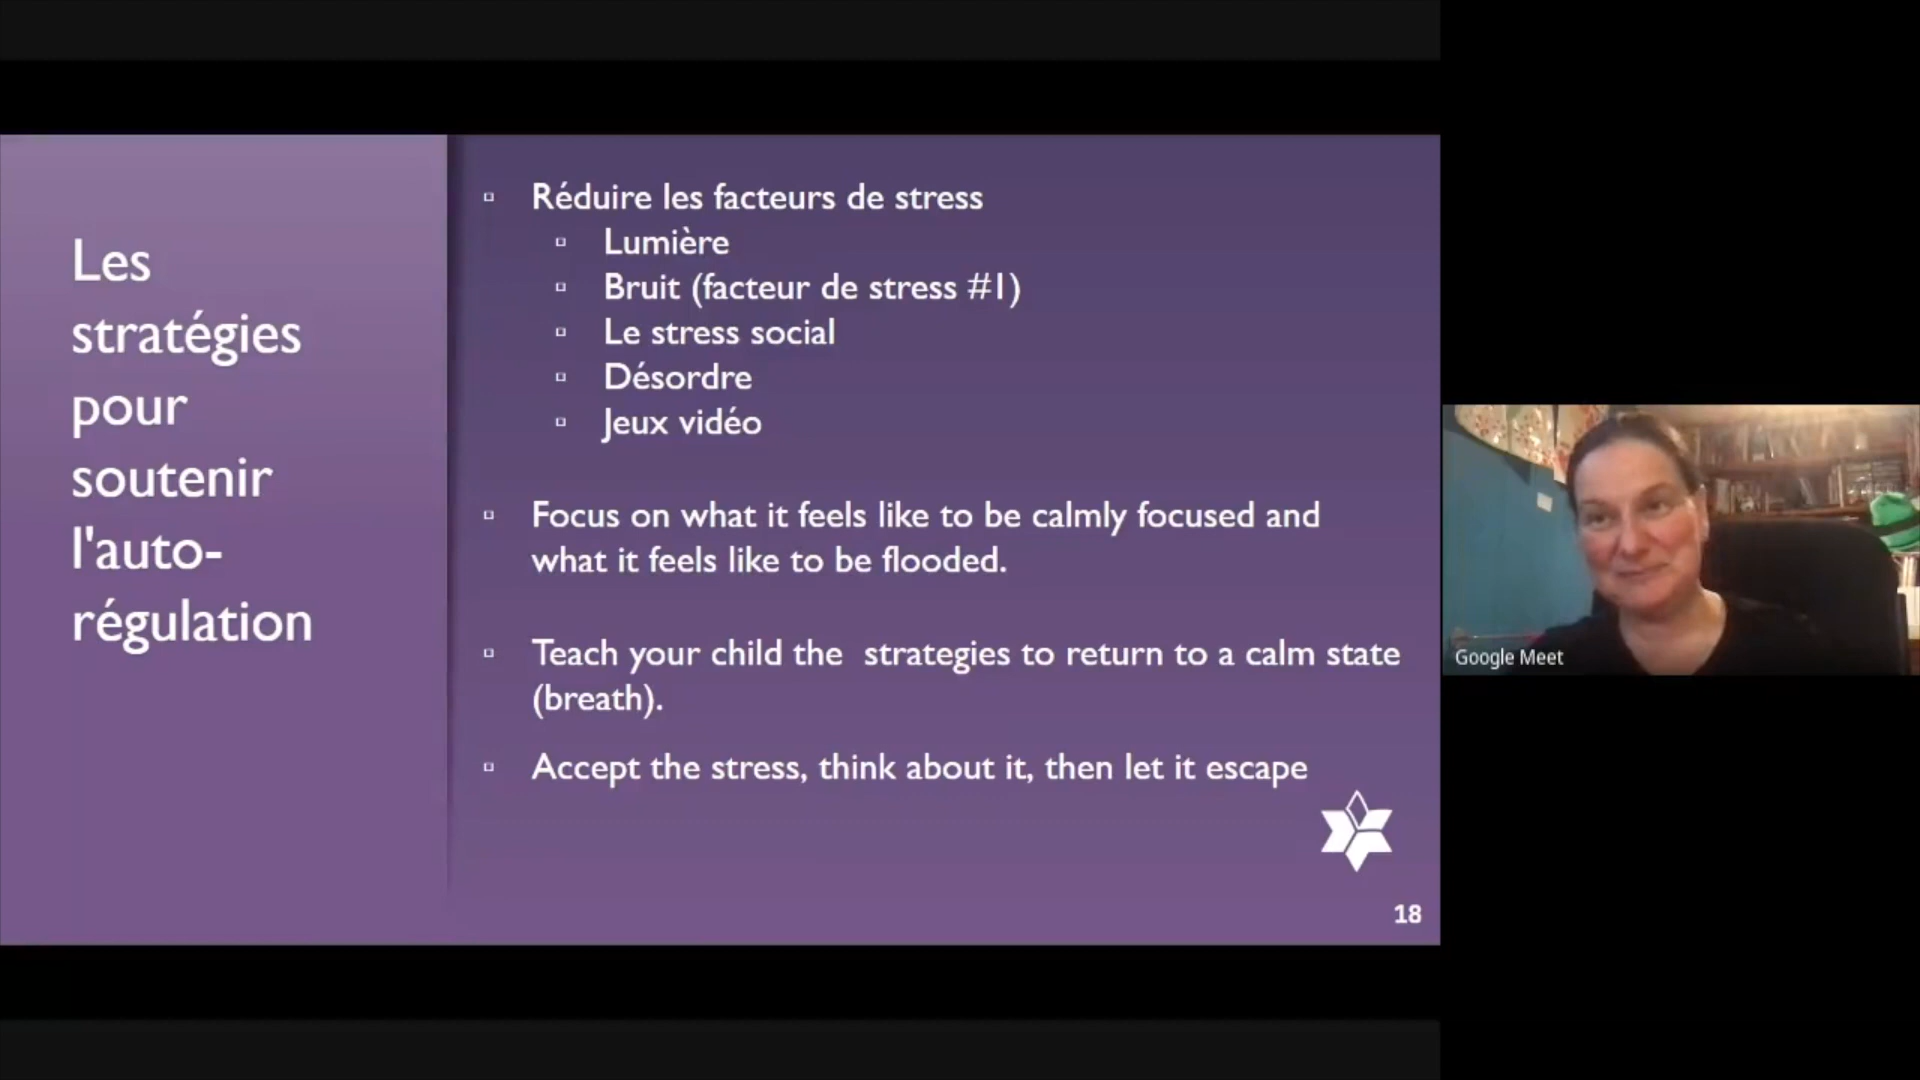 Les
stratégies
pour
soutenir
l'auto-
régulation
Réduire les facteurs de stress
Lumière
Bruit (facteur de stress #1)
Le stress social
Désordre
Jeux vidéo
Focus on what it feels like to be calmly focused and
what it feels like to be flooded.
Teach your child the strategies to return to a calm state
(breath).
Accept the stress, think about it, then let it escape
18
Google Meet